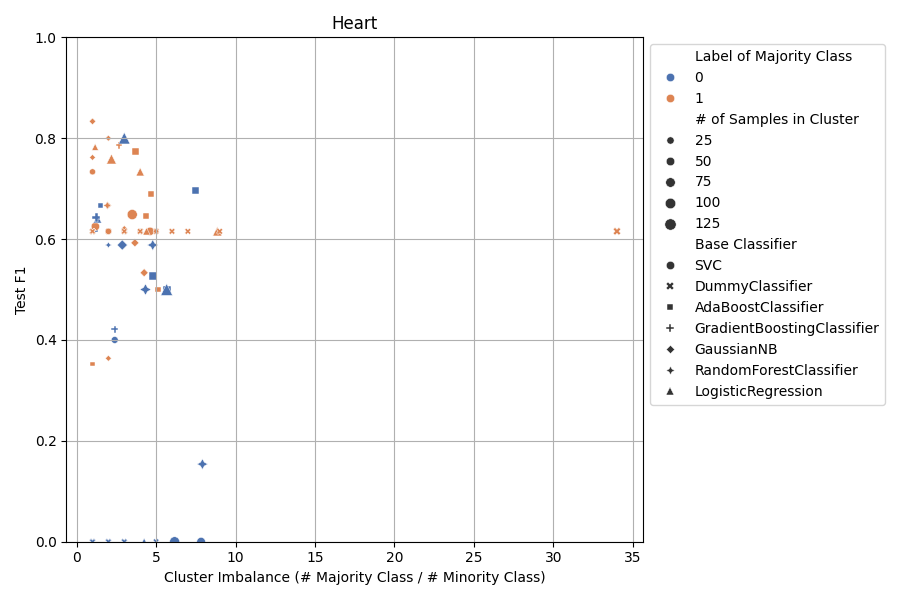 Heart
1.0
0.8
0.6
0.4
0.2
0.0
Test F1
0 5 10 15 20 25 30 35
Cluster Imbalance (# Majority Class / # Minority Class)
Label of Majority Class
0
1
# of Samples in Cluster
25
50
75
100
125
Base Classifier
SVC
DummyClassifier
AdaBoostClassifier
GradientBoostingClassifier
GaussianNB
RandomForestClassifier
LogisticRegression